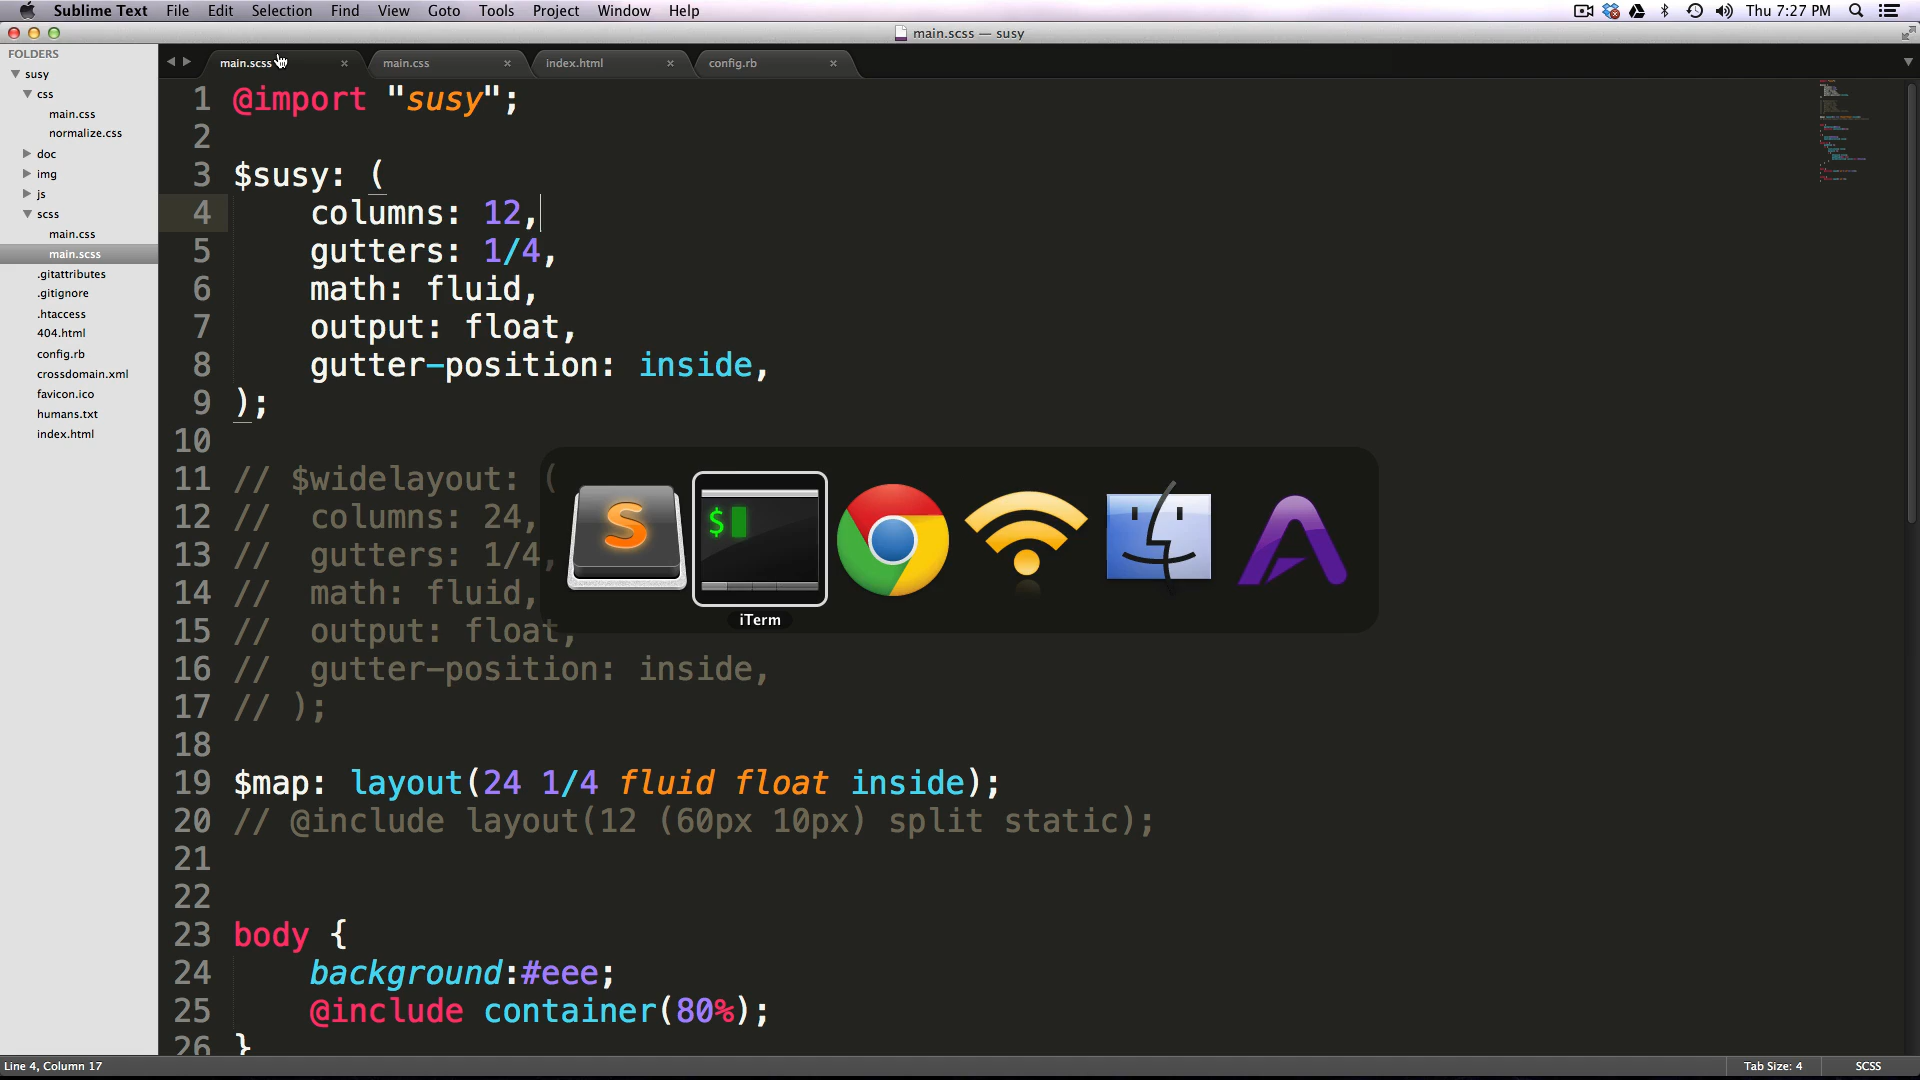 Sublime Text File Edit Selection Find View Goto Tools Project Window Help
Thu 7:27 PM
main.scss — susy
FOLDERS
susy
css
main.css
normalize.css
doc
img
js
scss
main.css
main.scss
.gitattributes
.gitignore
.htaccess
404.html
config.rb
crossdomain.xml
favicon.ico
humans.txt
index.html
main.scss main.css index.html config.rb
1 @import "susy";
2
3 $susy: (
4 columns: 12,
5 gutters: 1/4,
6 math: fluid,
7 output: float,
8 gutter-position: inside,
9 );
10
11 // $widelayout: (
12 // columns: 24,
13 // gutters: 1/4,
14 // math: fluid,
15 // output: float,
16 // gutter-position: inside,
17 // );
18
19 $map: layout(24 1/4 fluid float inside);
20 // @include layout(12 (60px 10px) split static);
21
22
23 body {
24 background:#eee;
25 @include container(80%);
26 }
$
iTerm
Line 4, Column 17
Tab Size: 4
SCSS